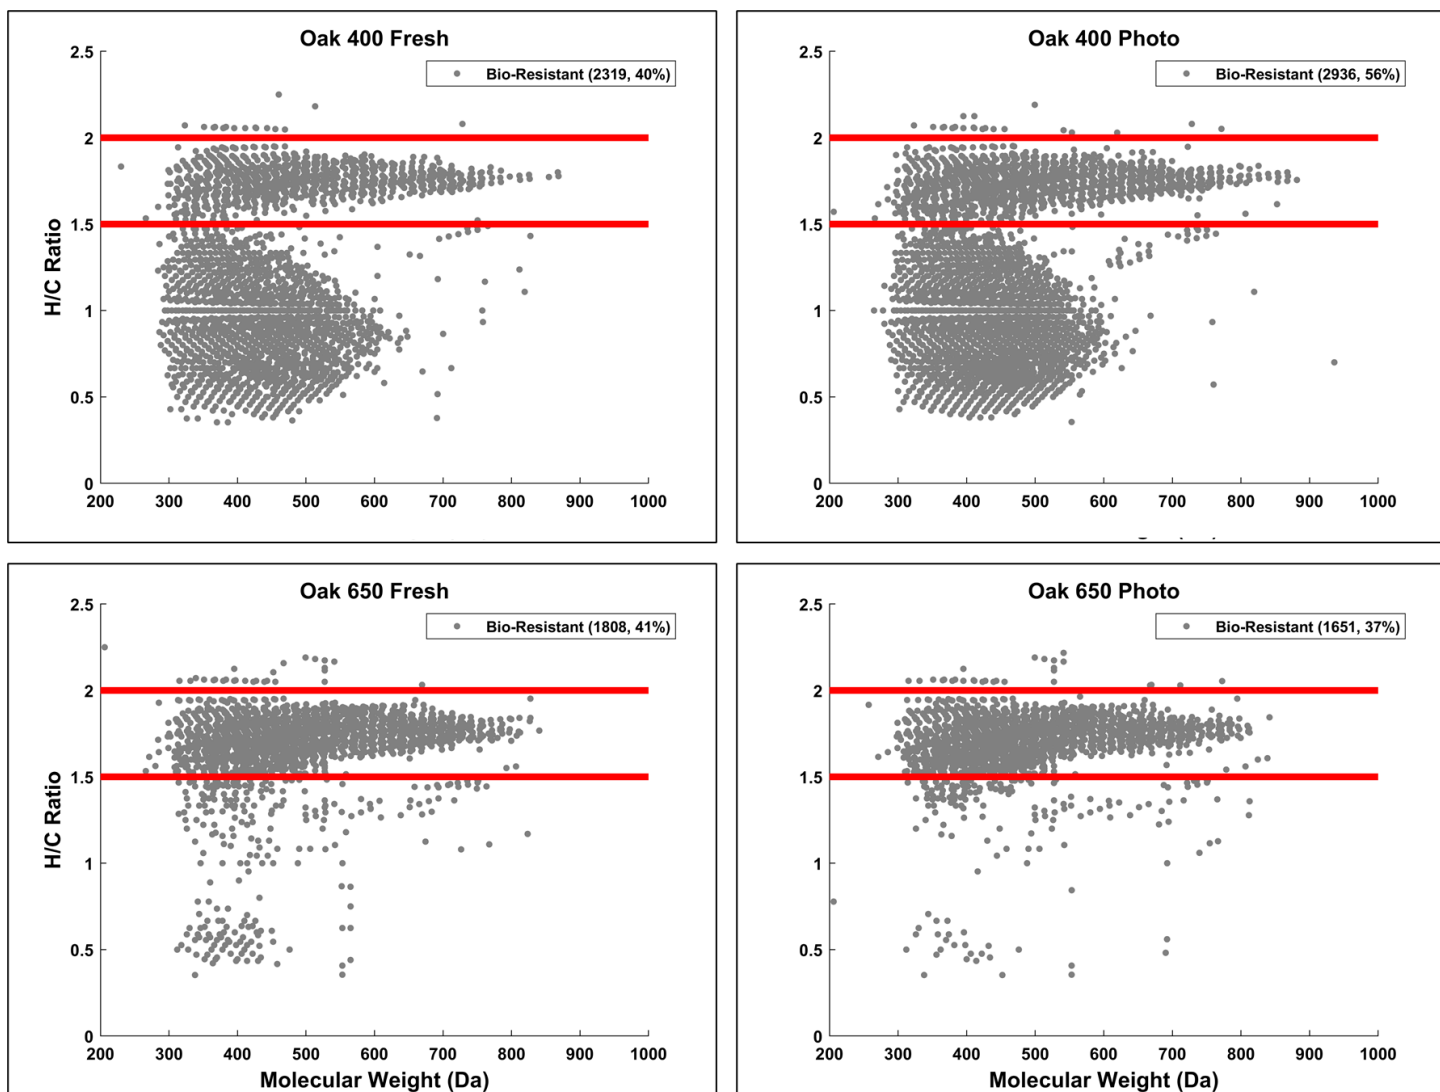 Oak 400 Fresh
Bio-Resistant (2319, 40%)
2.5
2
1.5
1
0.5
0
H/C Ratio
200 300 400 500 600 700 800 900 1000
Oak 400 Photo
Bio-Resistant (2936, 56%)
2.5
2
1.5
1
0.5
0
200 300 400 500 600 700 800 900 1000
Oak 650 Fresh
Bio-Resistant (1808, 41%)
2.5
2
1.5
1
0.5
0
H/C Ratio
200 300 400 500 600 700 800 900 1000
Molecular Weight (Da)
Oak 650 Photo
Bio-Resistant (1651, 37%)
2.5
2
1.5
1
0.5
0
200 300 400 500 600 700 800 900 1000
Molecular Weight (Da)